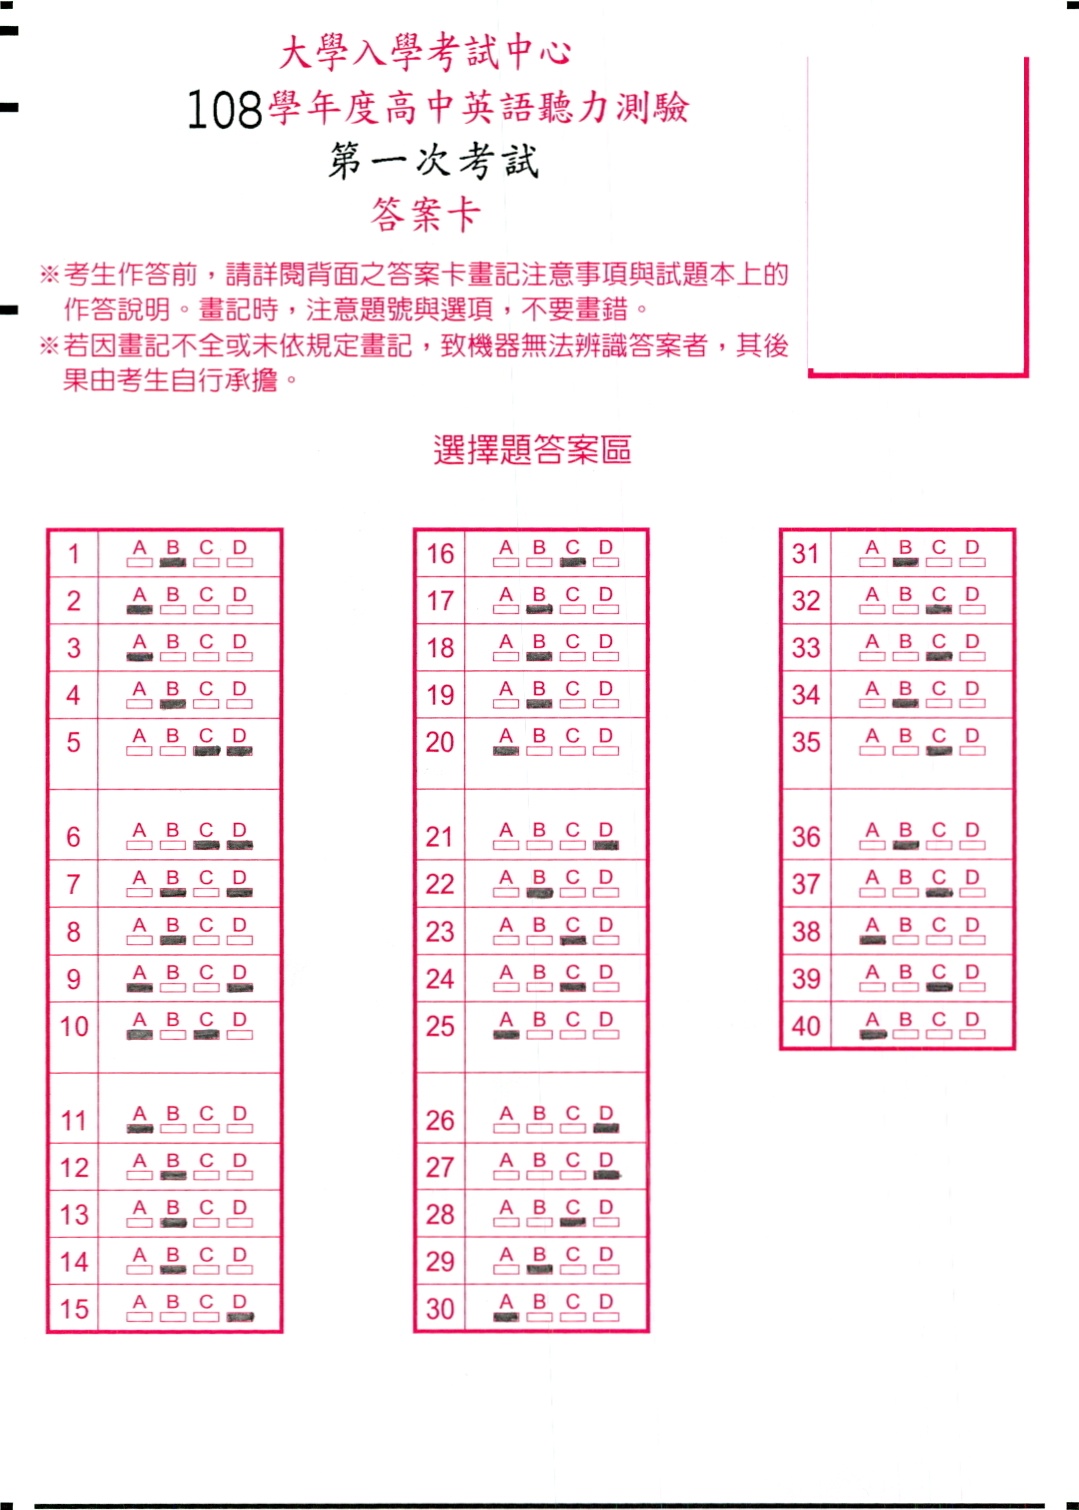 大學入學考試中心
108學年度高中英語聽力測驗
第一次考試
答案卡
※考生作答前，請詳閱背面之答案卡畫記注意事項與試題本上的
作答說明。畫記時，注意題號與選項，不要畫錯。
※若因畫記不全或未依規定畫記，致機器無法辨識答案者，其後
果由考生自行承擔。
選擇題答案區
1 A B C D
2 A B C D
3 A B C D
4 A B C D
5 A B C D
6 A B C D
7 A B C D
8 A B C D
9 A B C D
10 A B C D
11 A B C D
12 A B C D
13 A B C D
14 A B C D
15 A B C D
16 A B C D
17 A B C D
18 A B C D
19 A B C D
20 A B C D
21 A B C D
22 A B C D
23 A B C D
24 A B C D
25 A B C D
26 A B C D
27 A B C D
28 A B C D
29 A B C D
30 A B C D
31 A B C D
32 A B C D
33 A B C D
34 A B C D
35 A B C D
36 A B C D
37 A B C D
38 A B C D
39 A B C D
40 A B C D